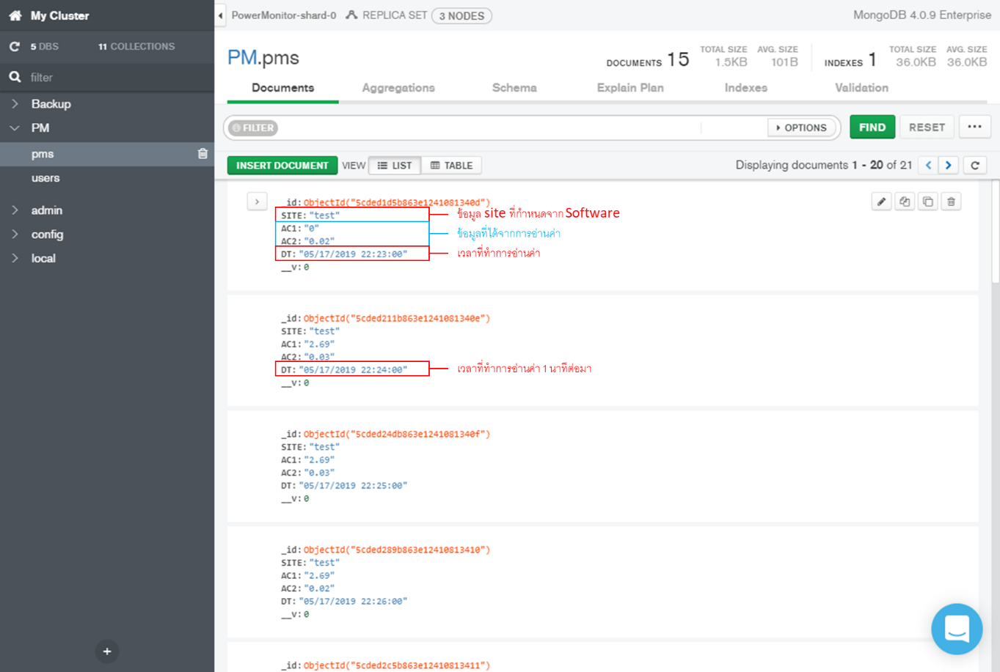 My Cluster
PowerMonitor-shard-0 REPLICA SET 3 NODES
MongoDB 4.0.9 Enterprise
5 DBS 11 COLLECTIONS
filter
Backup
PM
pms
users
admin
config
local
PM.pms
DOCUMENTS 15 TOTAL SIZE 1.5KB AVG. SIZE 101B INDEXES 1 TOTAL SIZE 36.0KB AVG. SIZE 36.0KB
Documents Aggregations Schema Explain Plan Indexes Validation
FILTER OPTIONS FIND RESET ...
INSERT DOCUMENT VIEW LIST TABLE Displaying documents 1 - 20 of 21
_id:ObjectId("5cded1d5b863e1241081340d")
SITE:"test" ข้อมูล site ที่กำหนดจาก Software
AC1:"0" ข้อมูลที่ได้จากการอ่านค่า
AC2:"0.02"
DT:"05/17/2019 22:23:00" เวลาที่ทำการอ่านค่า
__v:0
_id:ObjectId("5cded211b863e1241081340e")
SITE:"test"
AC1:"2.69"
AC2:"0.03"
DT:"05/17/2019 22:24:00" เวลาที่ทำการอ่านค่า 1 นาทีต่อมา
__v:0
_id:ObjectId("5cded24db863e1241081340f")
SITE:"test"
AC1:"2.69"
AC2:"0.03"
DT:"05/17/2019 22:25:00"
__v:0
_id:ObjectId("5cded289b863e12410813410")
SITE:"test"
AC1:"2.69"
AC2:"0.02"
DT:"05/17/2019 22:26:00"
__v:0
_id:ObjectId("5cded2c5b863e12410813411")